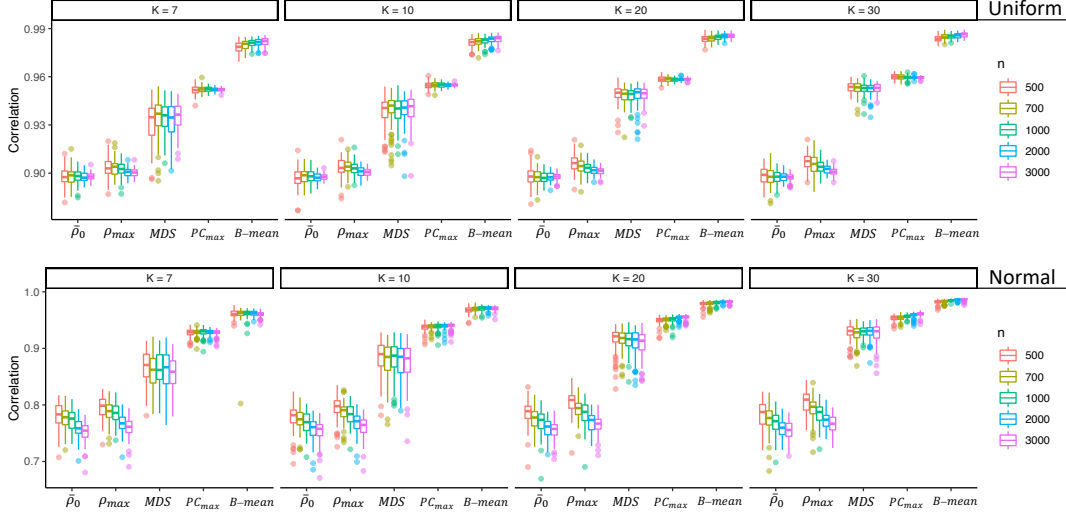 K = 7 K = 10 K = 20 K = 30 Uniform
Correlation
0.99
0.96
0.93
0.90
n
500
700
1000
2000
3000
ρ̄₀ ρmax MDS PCmax B−mean ρ̄₀ ρmax MDS PCmax B−mean ρ̄₀ ρmax MDS PCmax B−mean ρ̄₀ ρmax MDS PCmax B−mean
K = 7 K = 10 K = 20 K = 30 Normal
Correlation
1.0
0.9
0.8
0.7
n
500
700
1000
2000
3000
ρ̄₀ ρmax MDS PCmax B−mean ρ̄₀ ρmax MDS PCmax B−mean ρ̄₀ ρmax MDS PCmax B−mean ρ̄₀ ρmax MDS PCmax B−mean